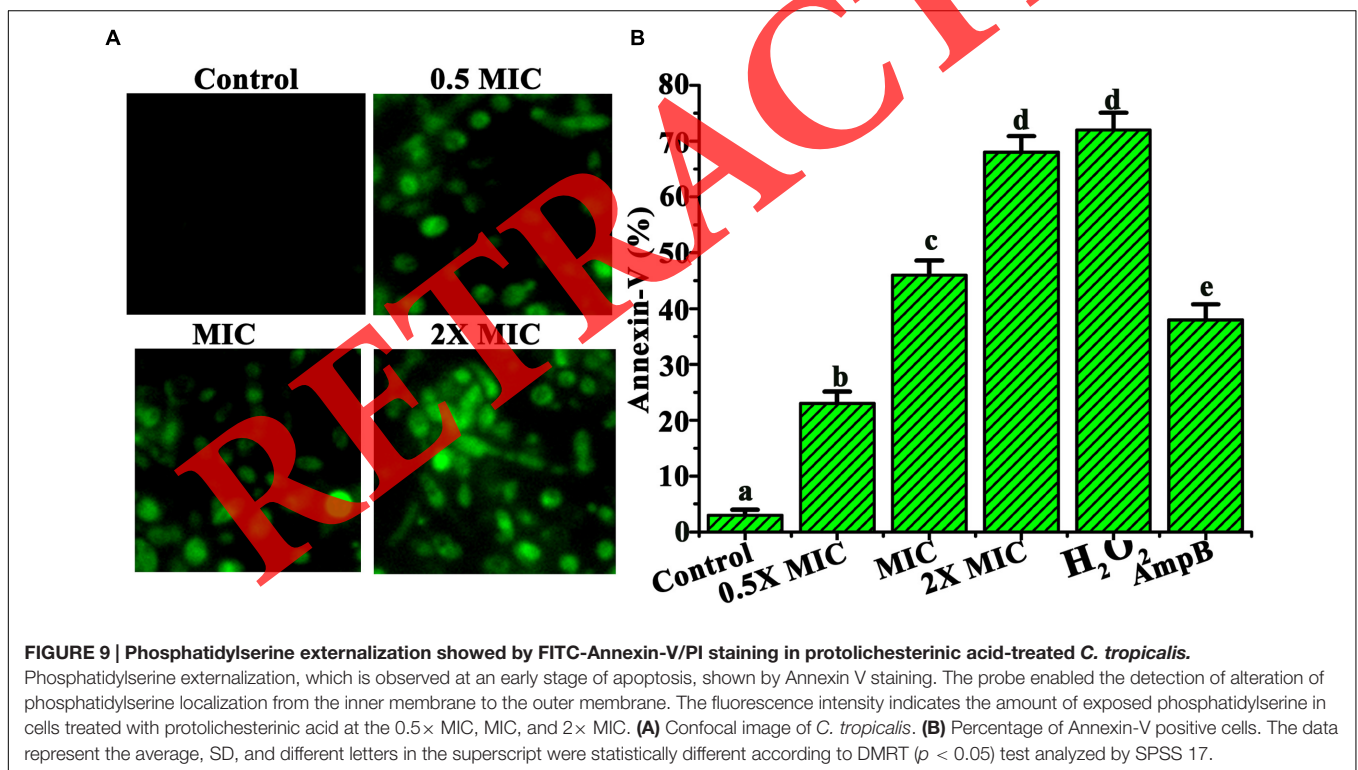 A
Control
0.5 MIC
MIC
2X MIC
B
Annexin-V (%)
80
70
60
50
40
30
20
10
0
a
b
c
d
d
e
Control
0.5X MIC
MIC
2X MIC
H₂O₂
AmpB
RETRACT
FIGURE 9 | Phosphatidylserine externalization showed by FITC-Annexin-V/PI staining in protolichesterinic acid-treated C. tropicalis.
Phosphatidylserine externalization, which is observed at an early stage of apoptosis, shown by Annexin V staining. The probe enabled the detection of alteration of
phosphatidylserine localization from the inner membrane to the outer membrane. The fluorescence intensity indicates the amount of exposed phosphatidylserine in
cells treated with protolichesterinic acid at the 0.5× MIC, MIC, and 2× MIC. (A) Confocal image of C. tropicalis. (B) Percentage of Annexin-V positive cells. The data
represent the average, SD, and different letters in the superscript were statistically different according to DMRT (p < 0.05) test analyzed by SPSS 17.